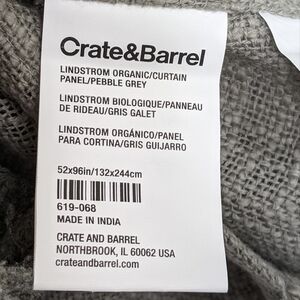 Crate&Barrel
LINDSTROM ORGANIC/CURTAIN
PANEL/PEBBLE GREY
LINDSTROM BIOLOGIQUE/PANNEAU
DE RIDEAU/GRIS GALET
LINDSTROM ORGÁNICO/PANEL
PARA CORTINA/GRIS GUIJARRO
52x96in/132x244cm
619-068
MADE IN INDIA
CRATE AND BARREL
NORTHBROOK, IL 60062 USA
crateandbarrel.com